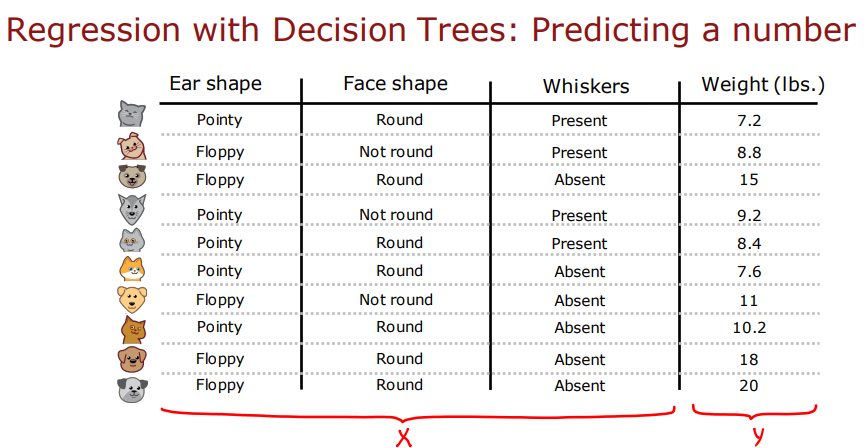 Regression with Decision Trees: Predicting a number
Ear shape Face shape Whiskers Weight (lbs.)
Pointy Round Present 7.2
Floppy Not round Present 8.8
Floppy Round Absent 15
Pointy Not round Present 9.2
Pointy Round Present 8.4
Pointy Round Absent 7.6
Floppy Not round Absent 11
Pointy Round Absent 10.2
Floppy Round Absent 18
Floppy Round Absent 20
X y